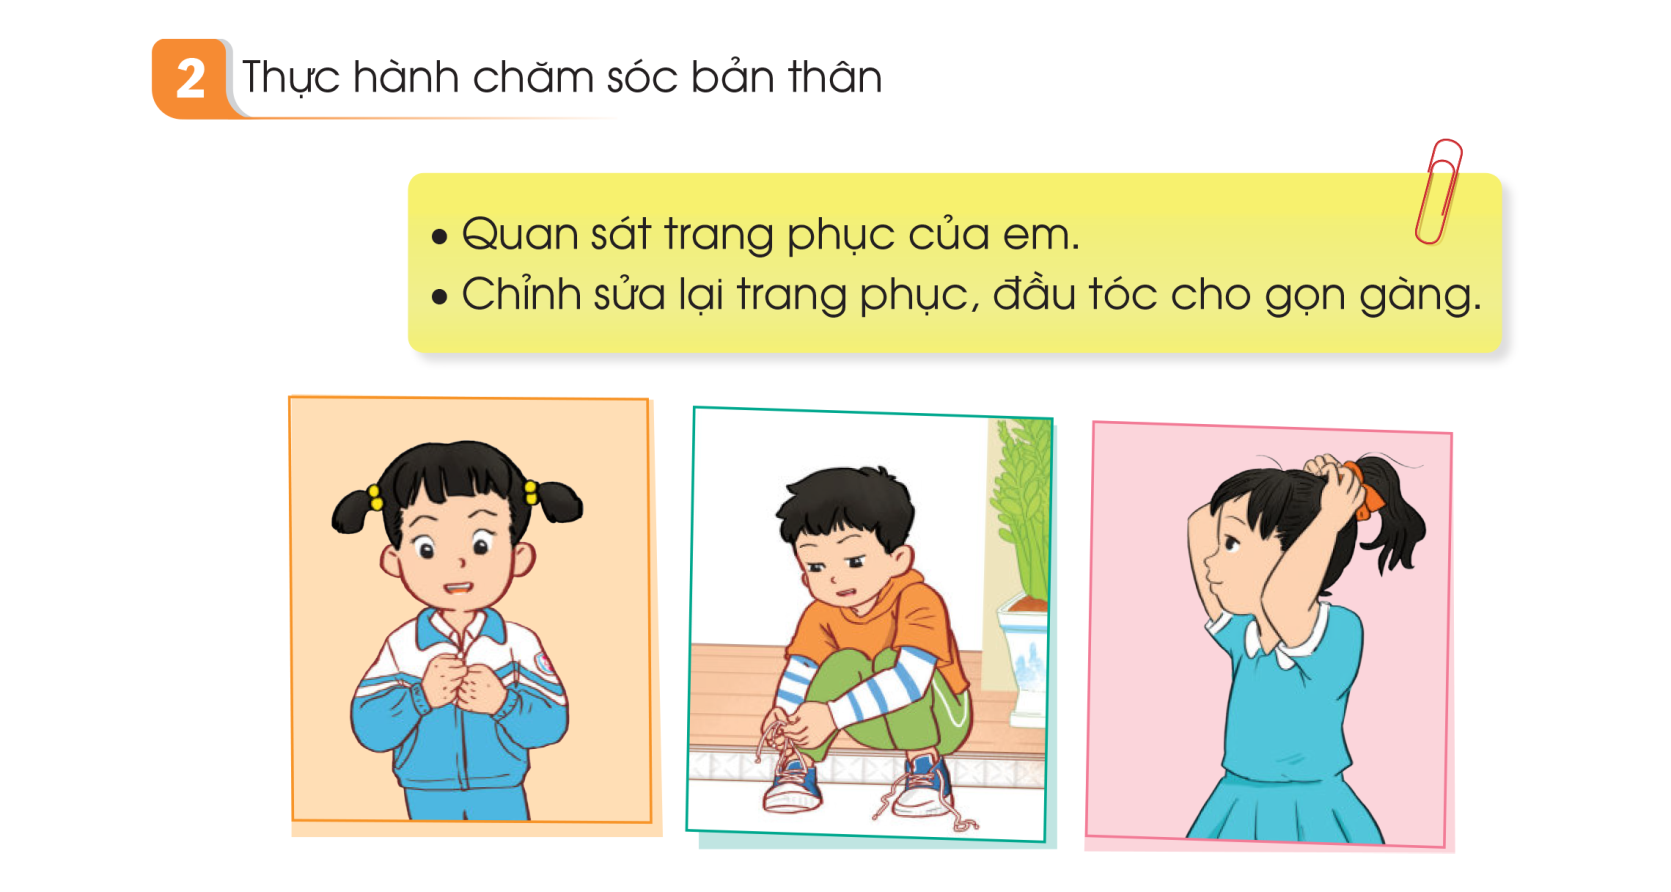 2 Thực hành chăm sóc bản thân
• Quan sát trang phục của em.
• Chỉnh sửa lại trang phục, đầu tóc cho gọn gàng.